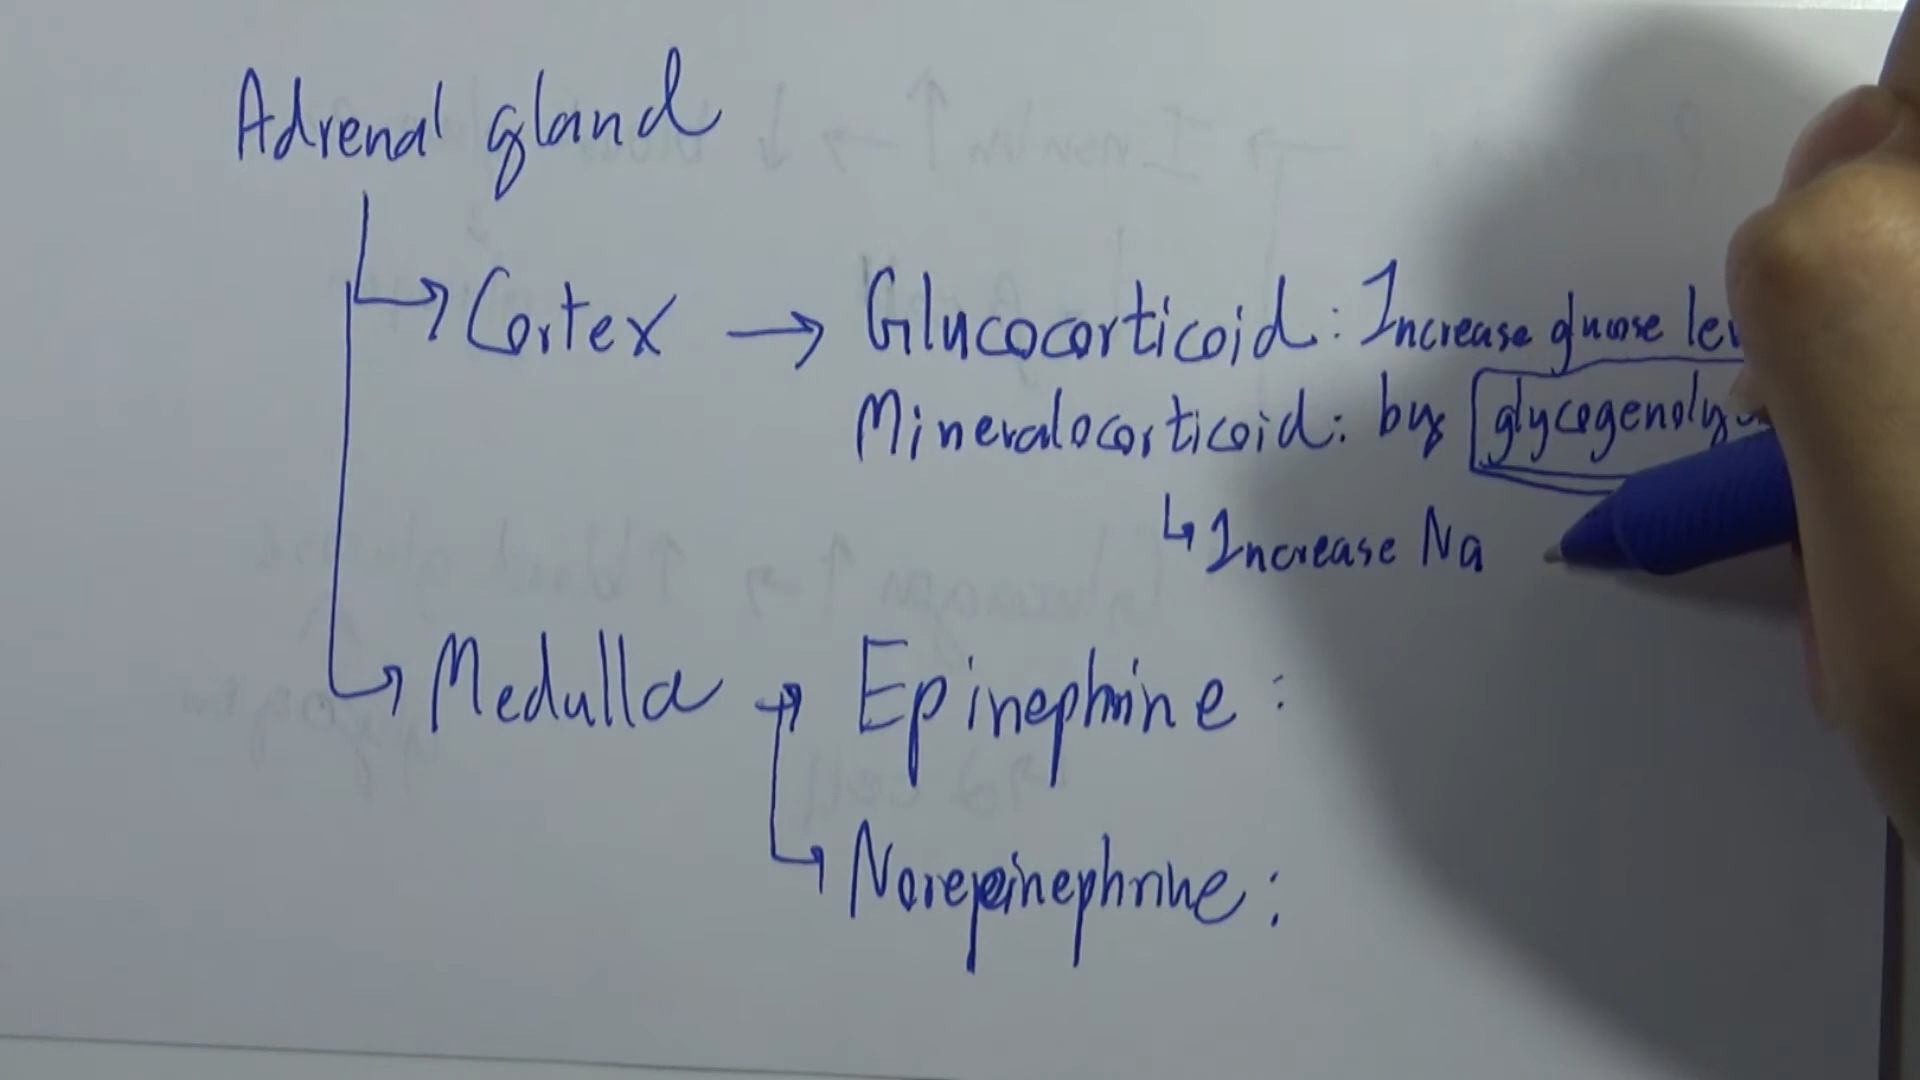 Adrenal gland
Cortex → Glucocorticoid: Increase glucose
Mineralocorticoid: by
↳ Increase Na
Medulla → Epinephrine:
Norepinephrine: